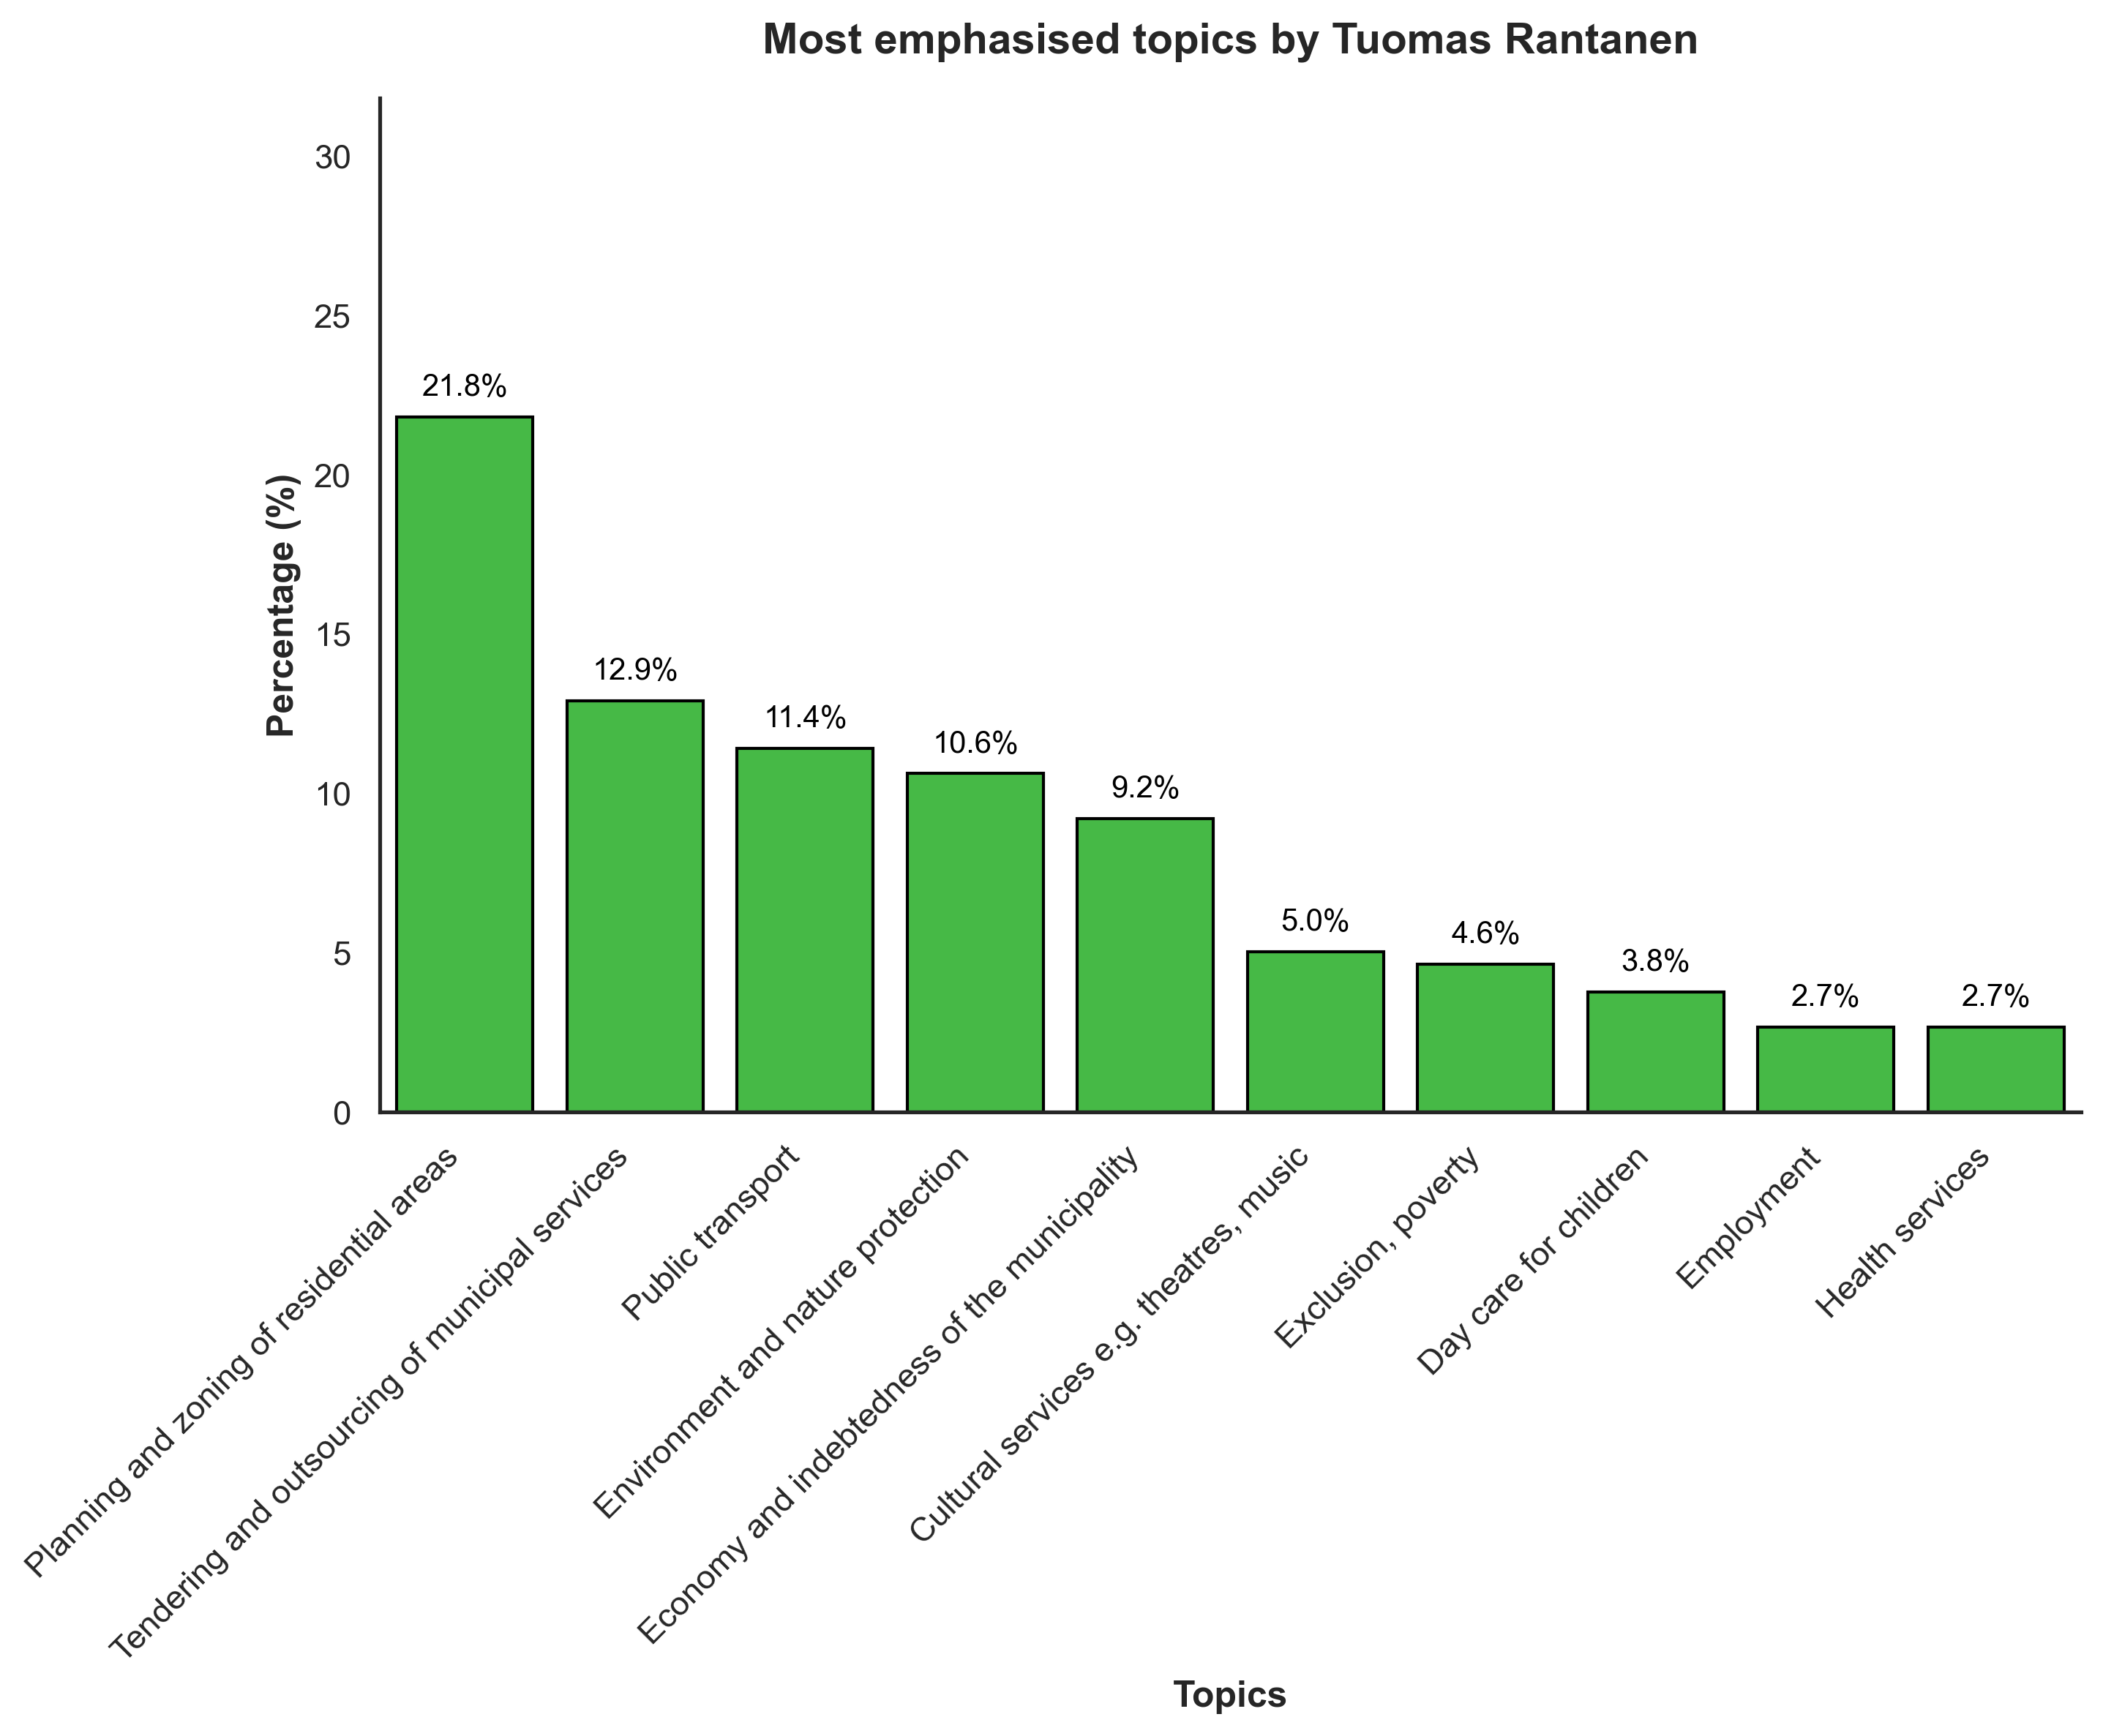 Most emphasised topics by Tuomas Rantanen
Percentage (%)
30
25
20
15
10
5
0
21.8%
12.9%
11.4%
10.6%
9.2%
5.0%
4.6%
3.8%
2.7%
2.7%
Planning and zoning of residential areas
Tendering and outsourcing of municipal services
Public transport
Environment and nature protection
Economy and indebtedness of the municipality
Cultural services e.g. theatres, music
Exclusion, poverty
Day care for children
Employment
Health services
Topics